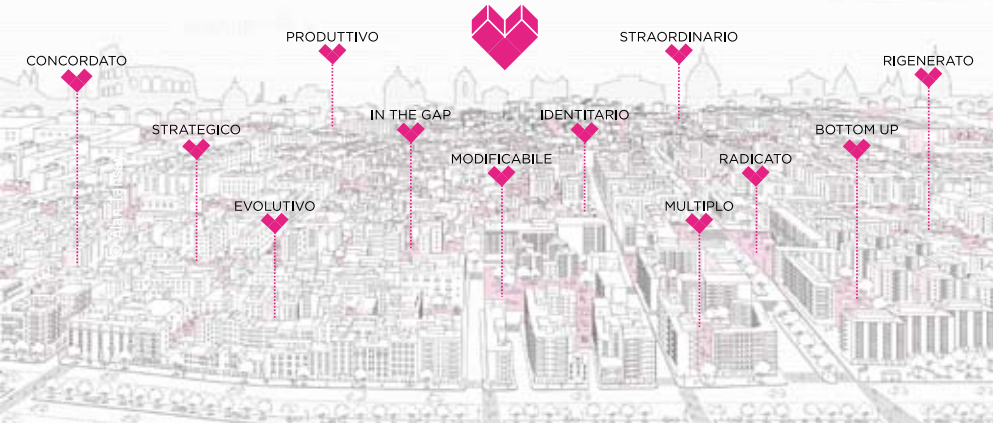 PRODUTTIVO
STRAORDINARIO
CONCORDATO
RIGENERATO
IN THE GAP
IDENTITARIO
STRATEGICO
BOTTOM UP
MODIFICABILE
RADICATO
EVOLUTIVO
MULTIPLO